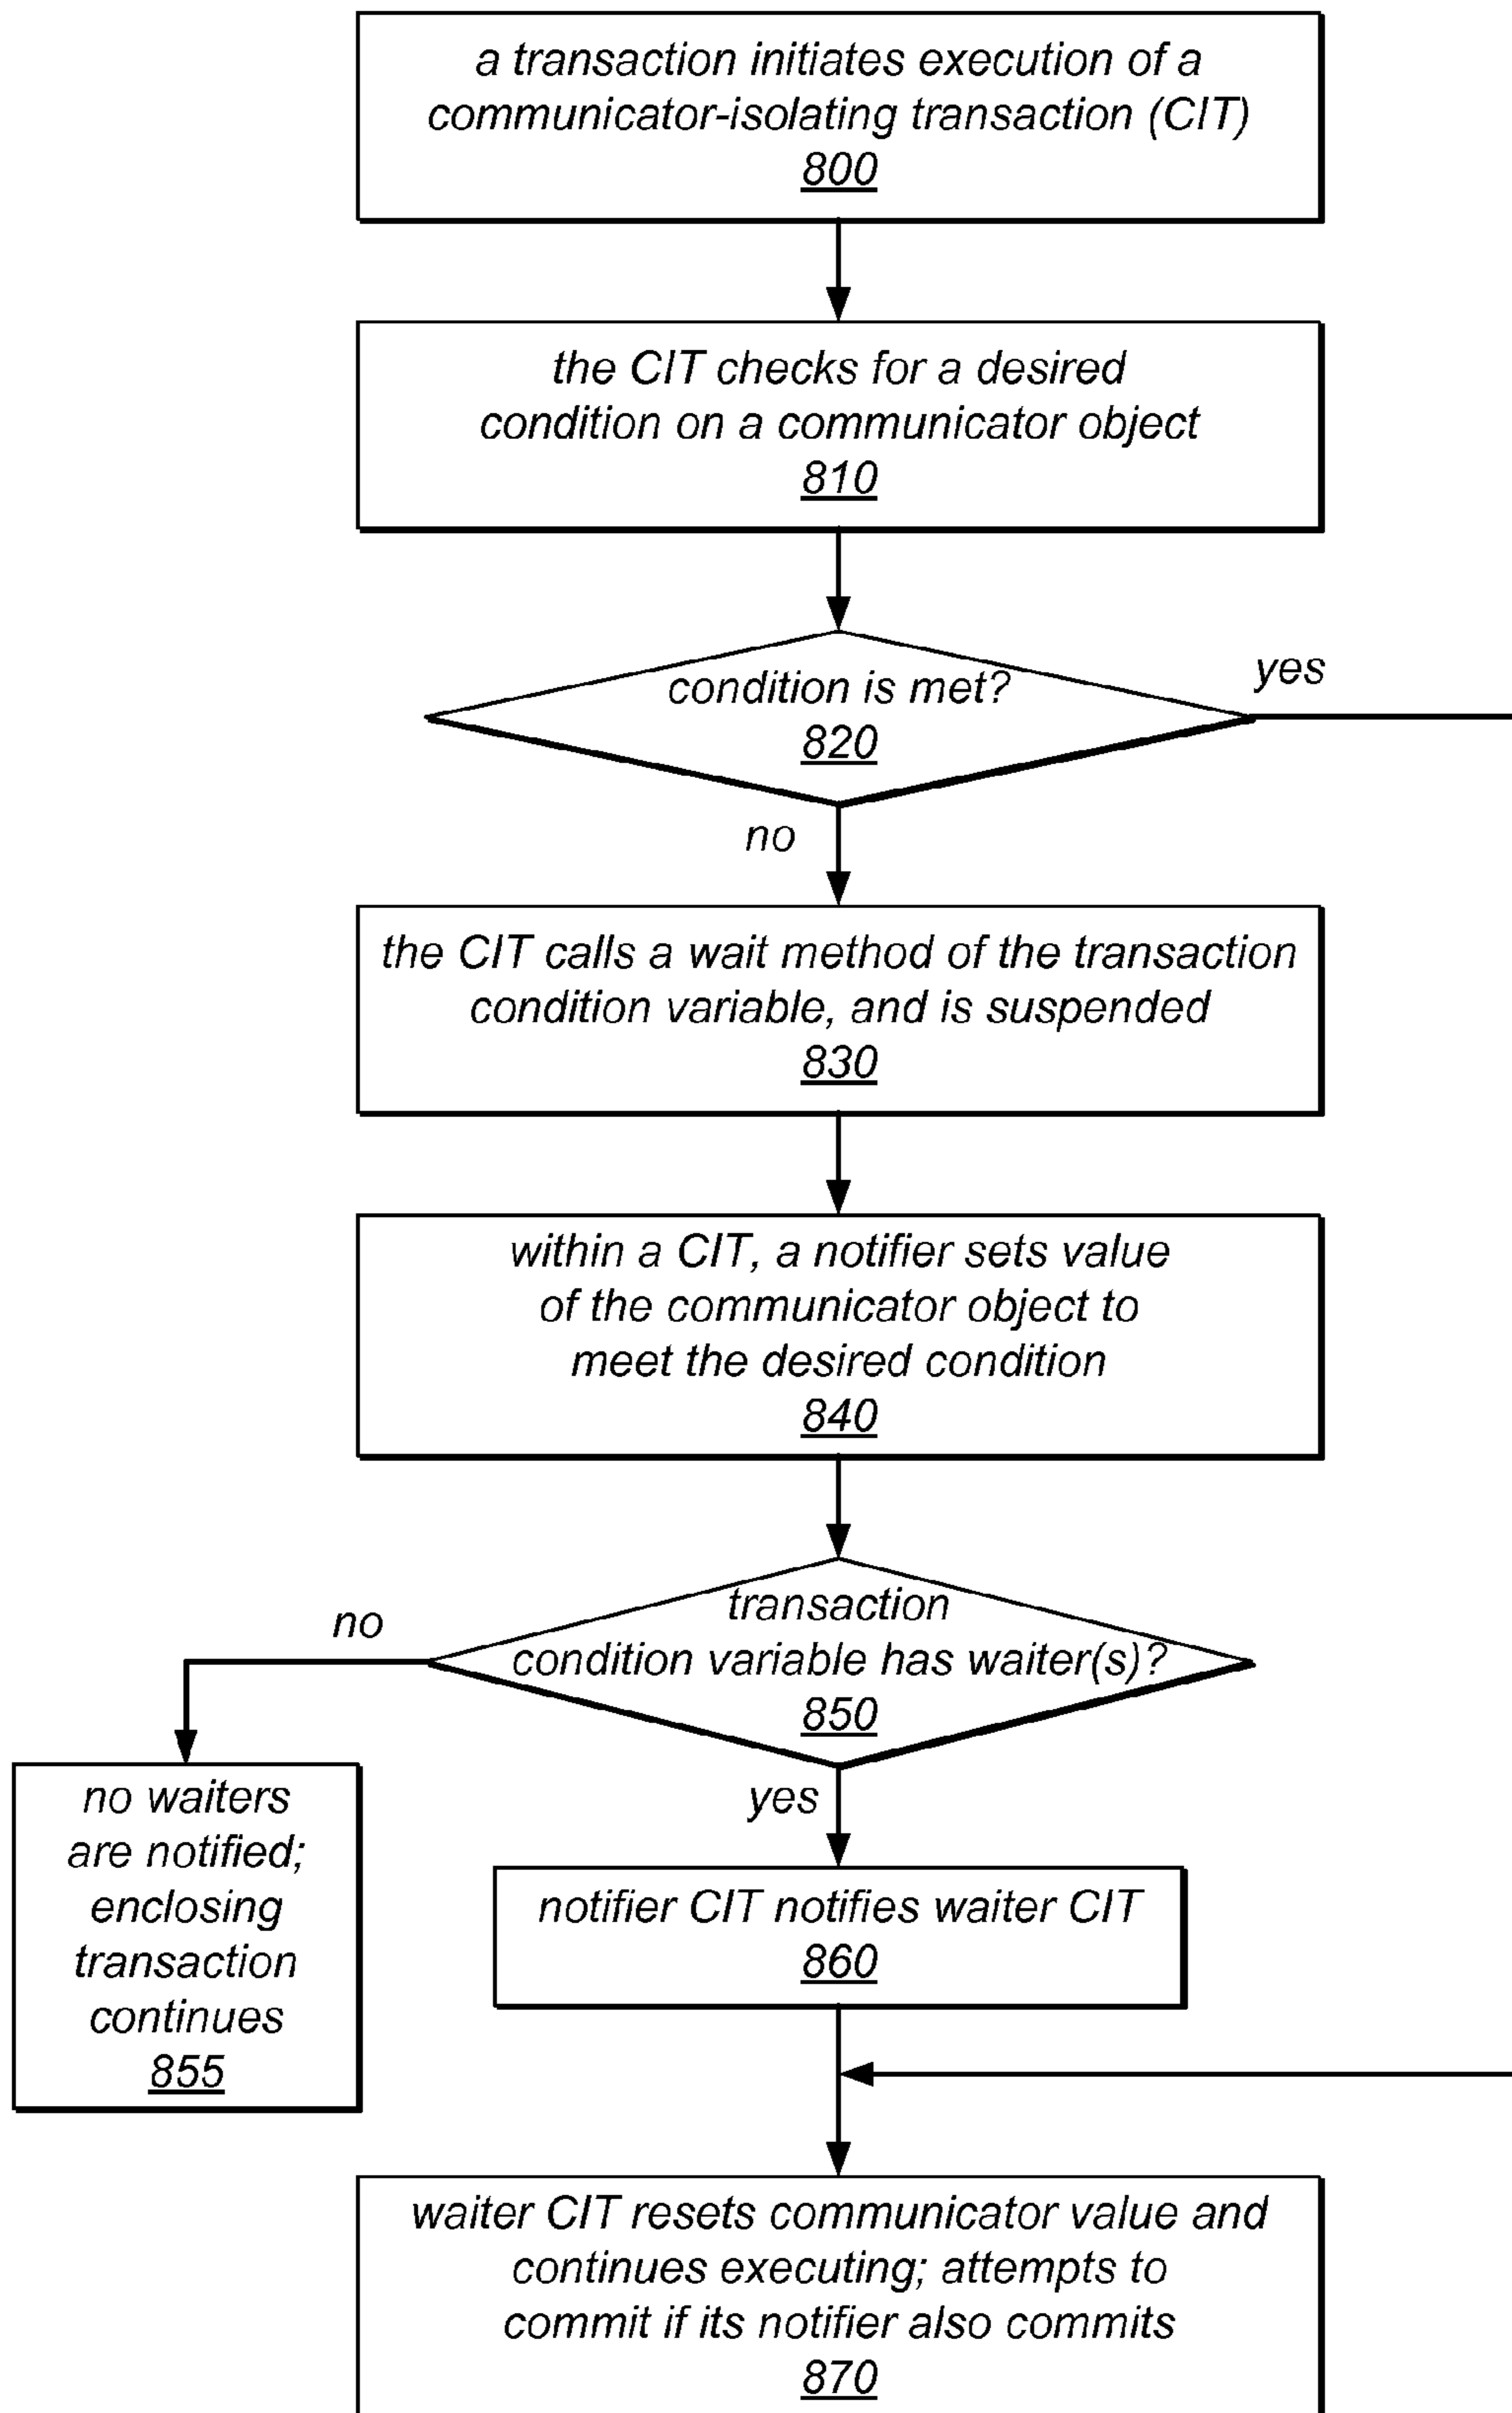 a transaction initiates execution of a
communicator-isolating transaction (CIT)
800
the CIT checks for a desired
condition on a communicator object
810
condition is met?
820
yes
no
the CIT calls a wait method of the transaction
condition variable, and is suspended
830
within a CIT, a notifier sets value
of the communicator object to
meet the desired condition
840
transaction
condition variable has waiter(s)?
850
no
yes
no waiters
are notified;
enclosing
transaction
continues
855
notifier CIT notifies waiter CIT
860
waiter CIT resets communicator value and
continues executing; attempts to
commit if its notifier also commits
870